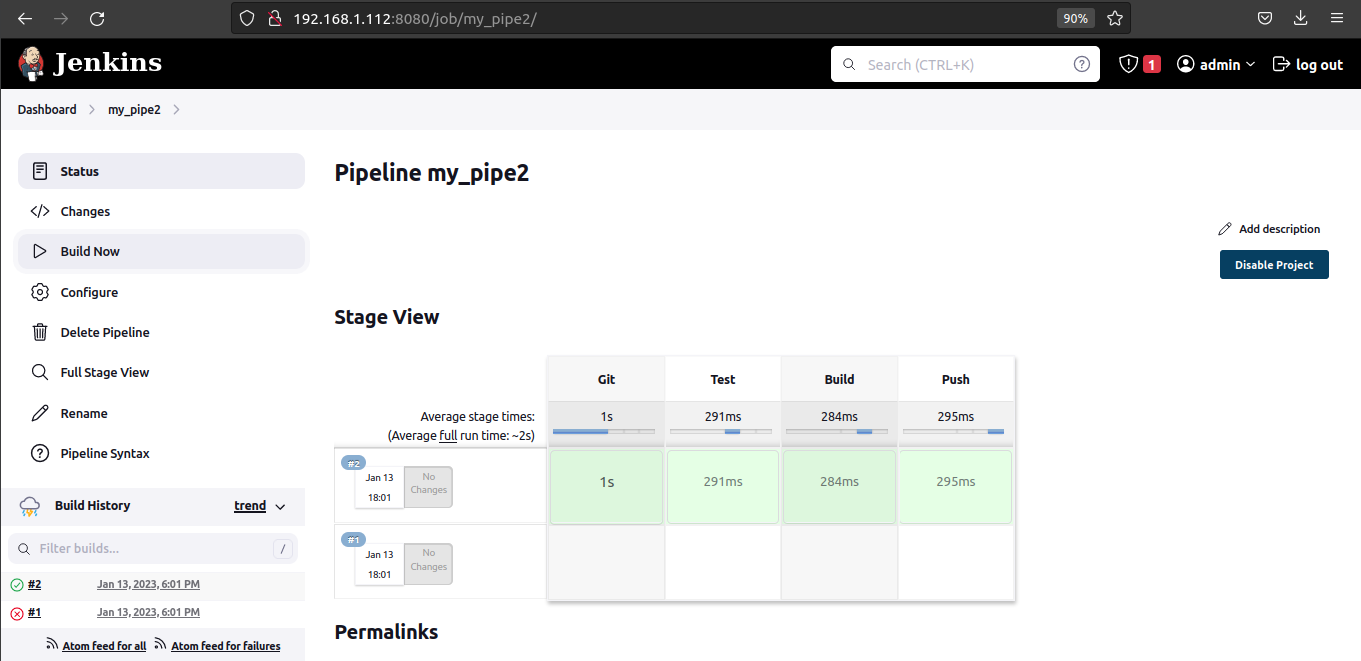 192.168.1.112:8080/job/my_pipe2/
90%
Jenkins
Search (CTRL+K)
?
1
admin
log out
Dashboard
my_pipe2
Status
Changes
Build Now
Configure
Delete Pipeline
Full Stage View
Rename
? Pipeline Syntax
Build History
trend
Filter builds...
/
#2
Jan 13, 2023, 6:01 PM
#1
Jan 13, 2023, 6:01 PM
Atom feed for all
Atom feed for failures
Pipeline my_pipe2
Add description
Disable Project
Stage View
Git
Test
Build
Push
Average stage times:
(Average full run time: ~2s)
1s
291ms
284ms
295ms
#2
Jan 13
18:01
No
Changes
1s
291ms
284ms
295ms
#1
Jan 13
18:01
No
Changes
Permalinks